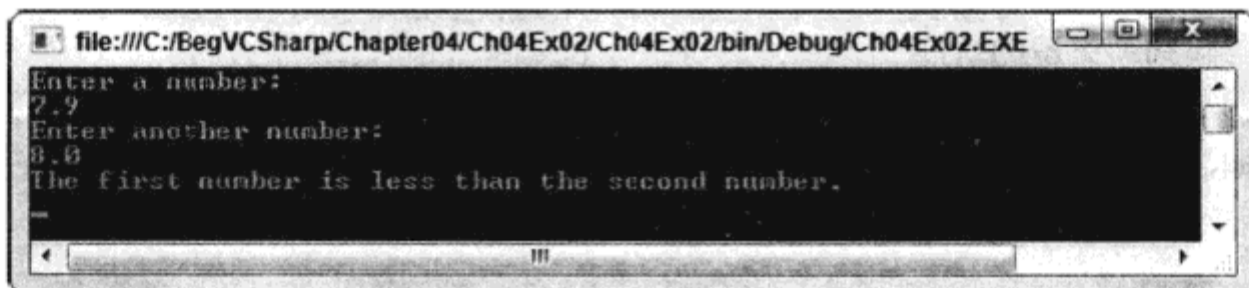 file:///C:/BegVCSharp/Chapter04/Ch04Ex02/Ch04Ex02/bin/Debug/Ch04Ex02.EXE
Enter a number:
7.9
Enter another number:
8.0
The first number is less than the second number.